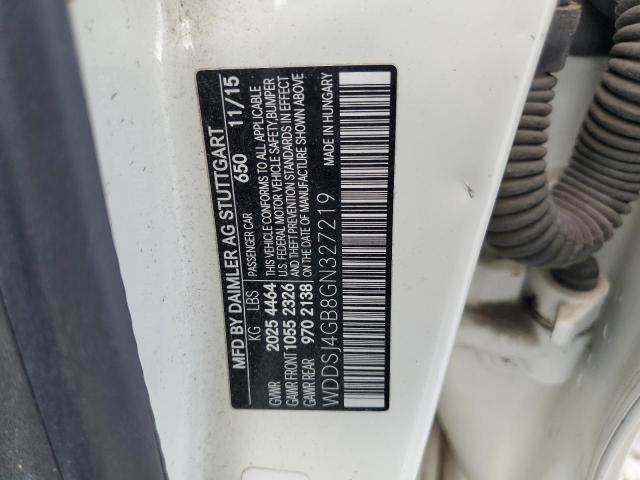 MFD BY DAIMLER AG STUTTGART
650 11/15
KG LBS PASSENGER CAR
GVWR 2025 4464 THIS VEHICLE CONFORMS TO ALL APPLICABLE
GAWR FRONT 1055 2326 U.S. FEDERAL MOTOR VEHICLE SAFETY,BUMPER
GAWR REAR 970 2138 AND THEFT PREVENTION STANDARDS IN EFFECT
ON THE DATE OF MANUFACTURE SHOWN ABOVE
MADE IN HUNGARY
WDDSJ4GB8GN327219